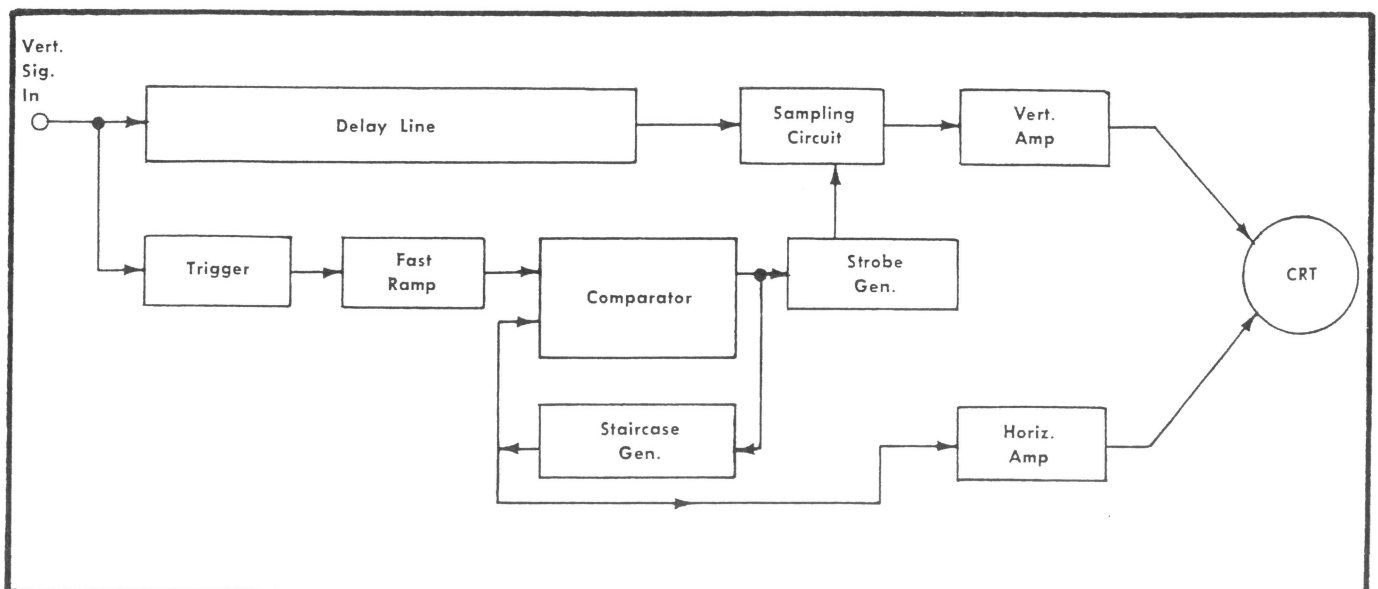 Vert.
Sig.
In
Delay Line
Sampling
Circuit
Vert.
Amp
Trigger
Fast
Ramp
Comparator
Strobe
Gen.
CRT
Staircase
Gen.
Horiz.
Amp